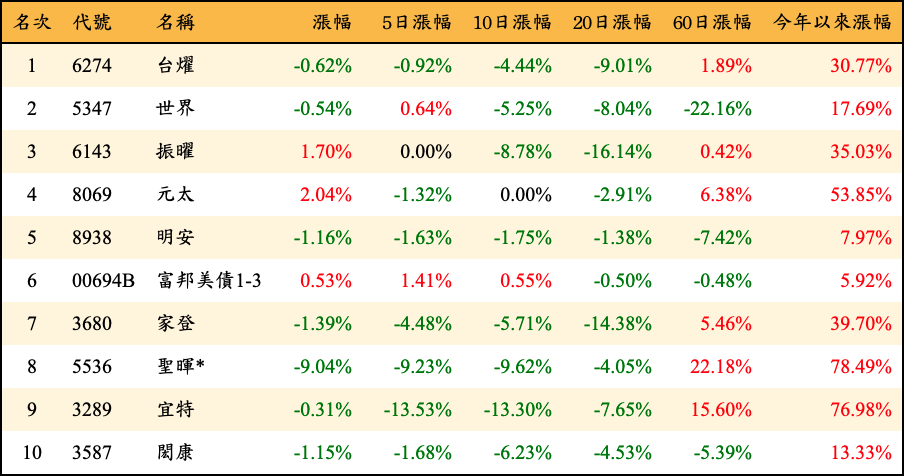 名次 代號 名稱 漲幅 5日漲幅 10日漲幅 20日漲幅 60日漲幅 今年以來漲幅
1 6274 台燿 -0.62% -0.92% -4.44% -9.01% 1.89% 30.77%
2 5347 世界 -0.54% 0.64% -5.25% -8.04% -22.16% 17.69%
3 6143 振曜 1.70% 0.00% -8.78% -16.14% 0.42% 35.03%
4 8069 元太 2.04% -1.32% 0.00% -2.91% 6.38% 53.85%
5 8938 明安 -1.16% -1.63% -1.75% -1.38% -7.42% 7.97%
6 00694B 富邦美債1-3 0.53% 1.41% 0.55% -0.50% -0.48% 5.92%
7 3680 家登 -1.39% -4.48% -5.71% -14.38% 5.46% 39.70%
8 5536 聖暉* -9.04% -9.23% -9.62% -4.05% 22.18% 78.49%
9 3289 宜特 -0.31% -13.53% -13.30% -7.65% 15.60% 76.98%
10 3587 閎康 -1.15% -1.68% -6.23% -4.53% -5.39% 13.33%